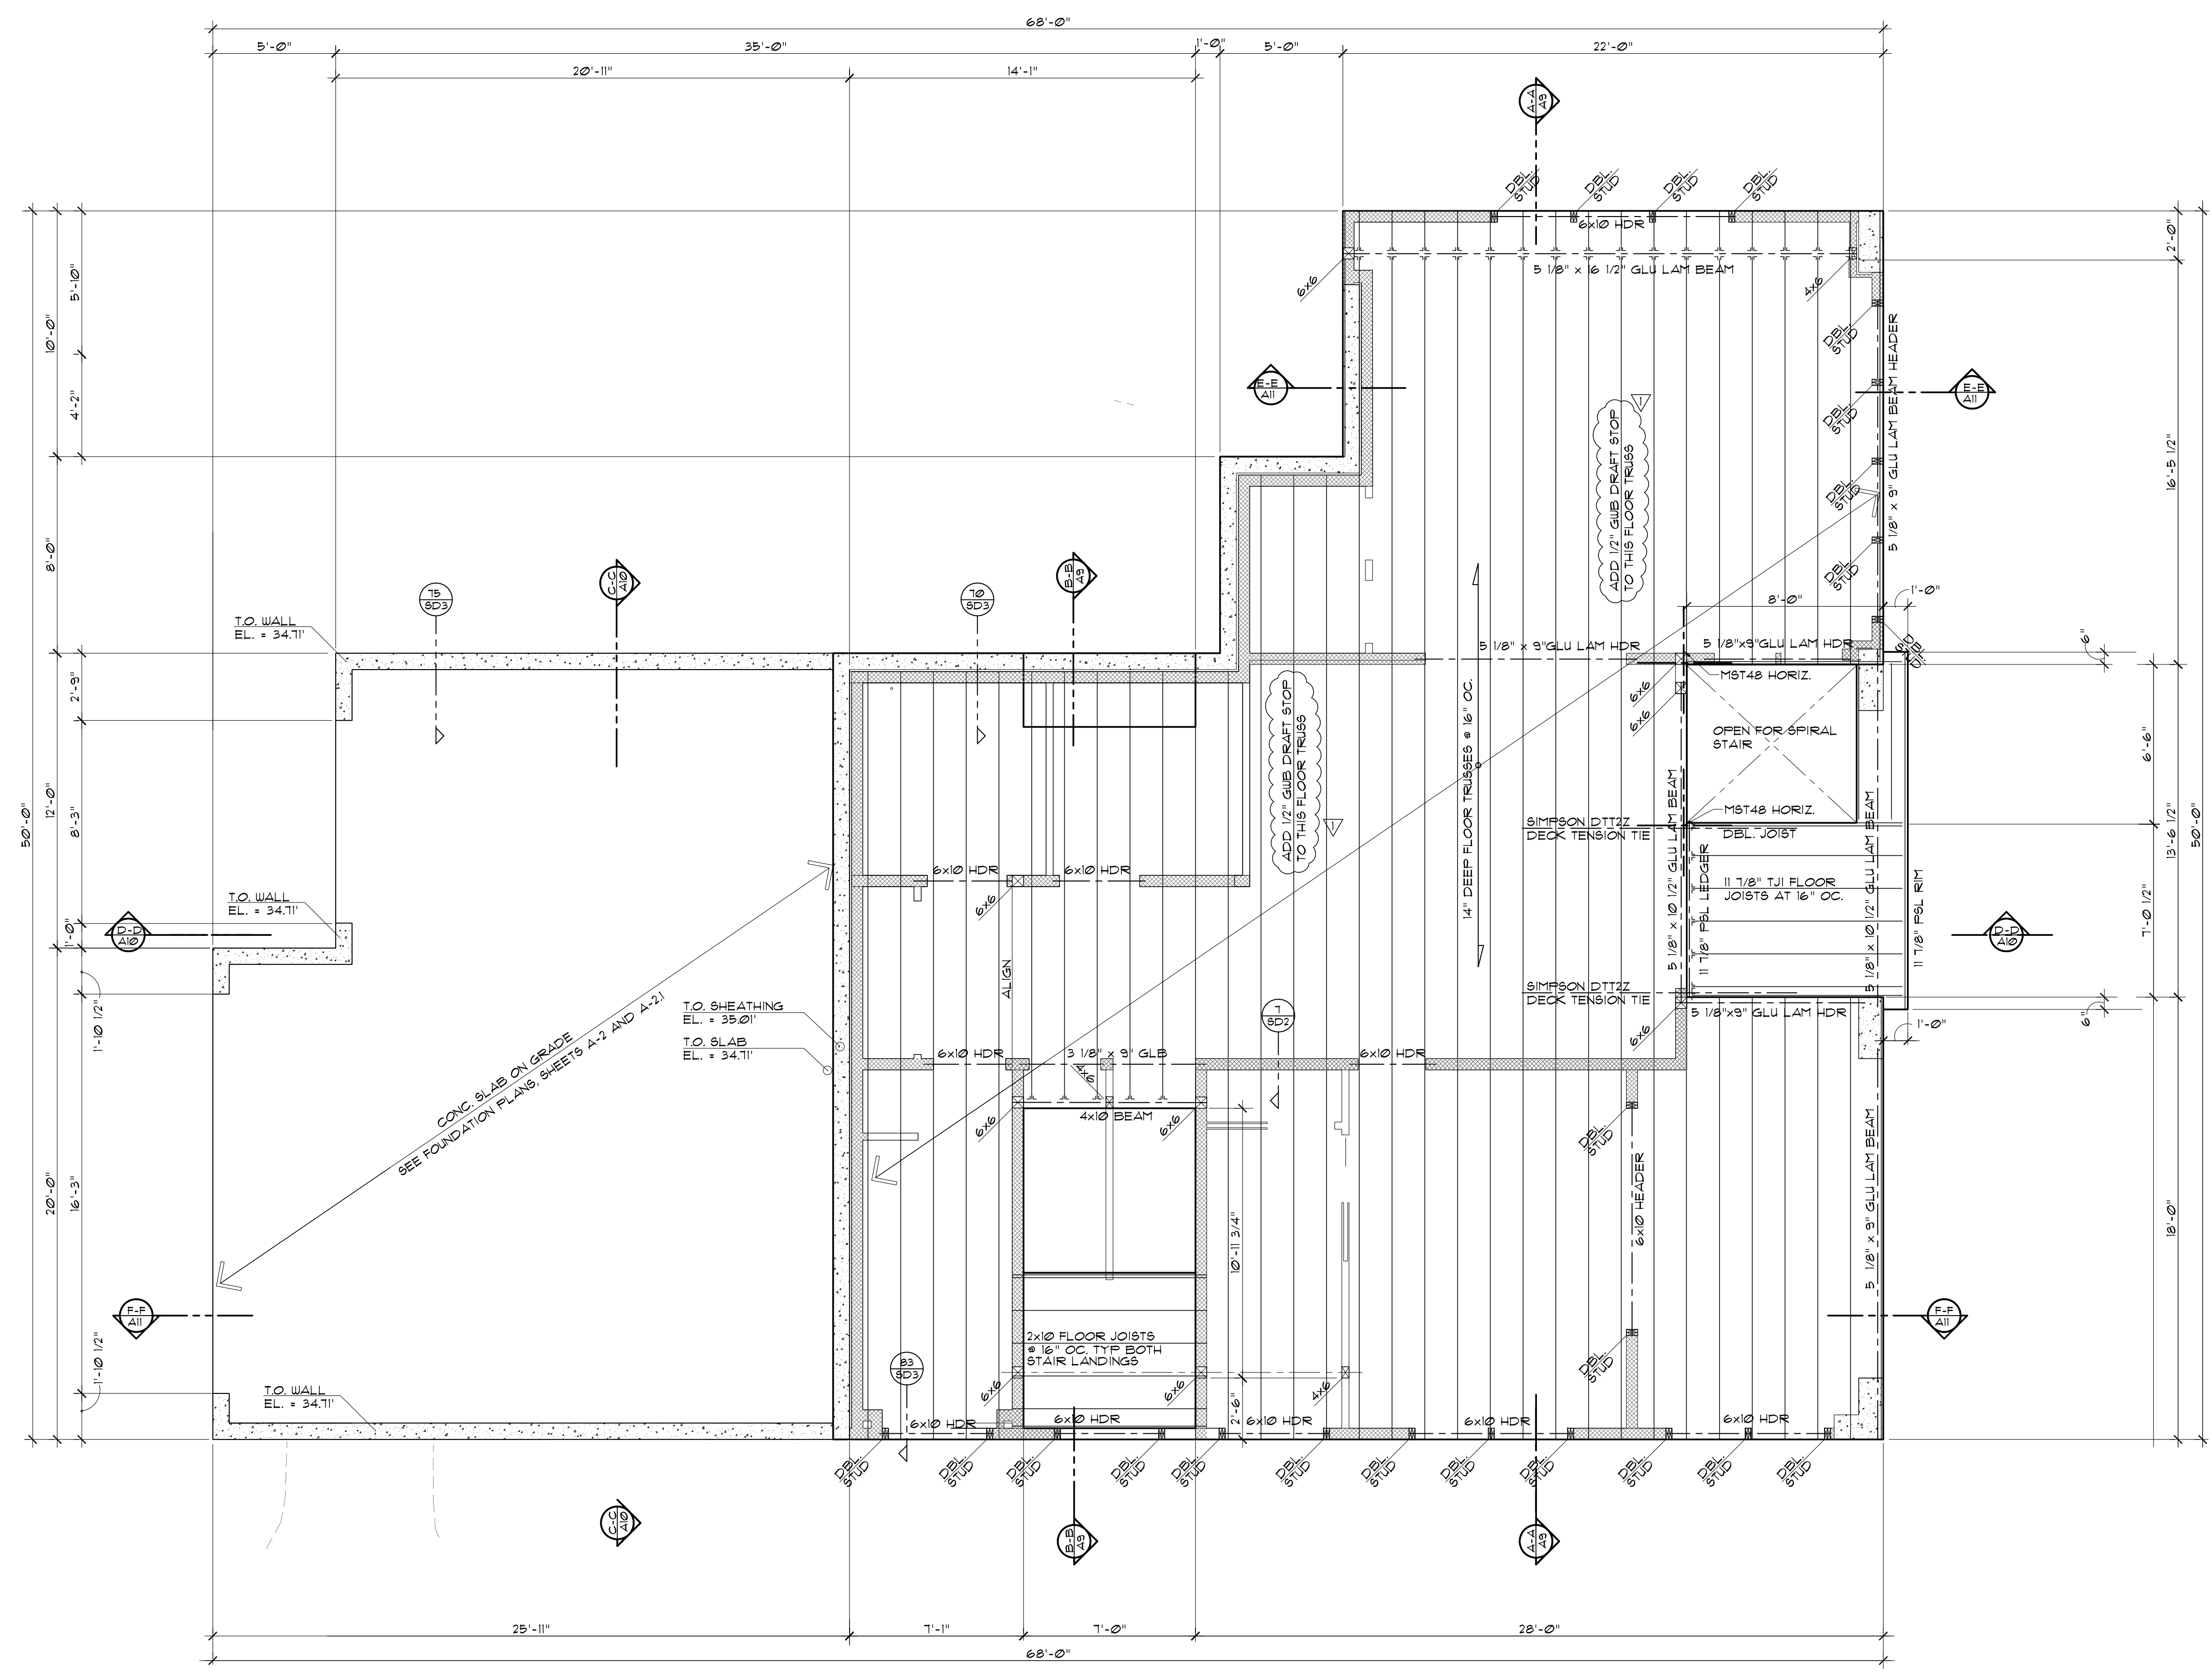 68'-0"
5'-0"
35'-0"
1'-0"
5'-0"
22'-0"
20'-11"
14'-1"
A-A
A9
DBL.
STUD
DBL.
STUD
DBL.
STUD
DBL.
STUD
6x10 HDR
5 1/8" x 16 1/2" GLU LAM BEAM
6x6
4x6
2'-0"
5'-10"
10'-0"
4'-2"
DBL.
STUD
5 1/8" x 9" GLU LAM BEAM HEADER
E-E
A11
E-E
A11
DBL.
STUD
ADD 1/2" GWB DRAFT STOP
TO THIS FLOOR TRUSS
1
16'-5 1/2"
DBL.
STUD
DBL.
STUD
8'-0"
75
SD3
C-C
A10
70
SD3
B-B
A9
T.O. WALL
EL. = 34.71'
8'-0"
1'-0"
5 1/8" x 9"GLU LAM HDR
5 1/8"x9"GLU LAM HDR
DBL.
STUD
6"
MST48 HORIZ.
6x6
6x6
2'-9"
ADD 1/2" GWB DRAFT STOP
TO THIS FLOOR TRUSS
1
14" DEEP FLOOR TRUSSES @ 16" OC.
OPEN FOR SPIRAL
STAIR
6'-6"
50'-0"
12'-0"
8'-3"
5 1/8" x 10 1/2" GLU LAM BEAM
MST48 HORIZ.
SIMPSON DTT2Z
DECK TENSION TIE
DBL. JOIST
5 1/8" x 10 1/2" GLU LAM BEAM
13'-6 1/2"
50'-0"
6x10 HDR
6x10 HDR
6x6
11 7/8" PSL LEDGER
11 7/8" TJI FLOOR
JOISTS AT 16" OC.
11 7/8" PSL RIM
7'-0 1/2"
T.O. WALL
EL. = 34.71'
D-D
A10
D-D
A10
1'-0"
ALIGN
1'-10 1/2"
SIMPSON DTT2Z
DECK TENSION TIE
5 1/8"x9" GLU LAM HDR
6x6
6"
1'-0"
T.O. SHEATHING
EL. = 35.01'
T.O. SLAB
EL. = 34.71'
7
SD2
CONC. SLAB ON GRADE
SEE FOUNDATION PLANS, SHEETS A-2 AND A-2.1
6x10 HDR
3 1/8" x 9" GLB
6x10 HDR
4x6
4x10 BEAM
6x6
6x6
DBL.
STUD
6x10 HEADER
5 1/8" x 9" GLU LAM BEAM
20'-0"
16'-3"
10'-11 3/4"
18'-0"
F-F
A11
F-F
A11
2x10 FLOOR JOISTS
@ 16" OC. TYP BOTH
STAIR LANDINGS
DBL.
STUD
83
SD3
6x6
6x6
4x6
1'-10 1/2"
T.O. WALL
EL. = 34.71'
2'-6"
6x10 HDR
6x10 HDR
6x10 HDR
6x10 HDR
6x10 HDR
DBL.
STUD
DBL.
STUD
DBL.
STUD
DBL.
STUD
DBL.
STUD
DBL.
STUD
DBL.
STUD
DBL.
STUD
DBL.
STUD
DBL.
STUD
DBL.
STUD
DBL.
STUD
C-C
A10
B-B
A9
A-A
A9
25'-11"
7'-1"
7'-0"
28'-0"
68'-0"